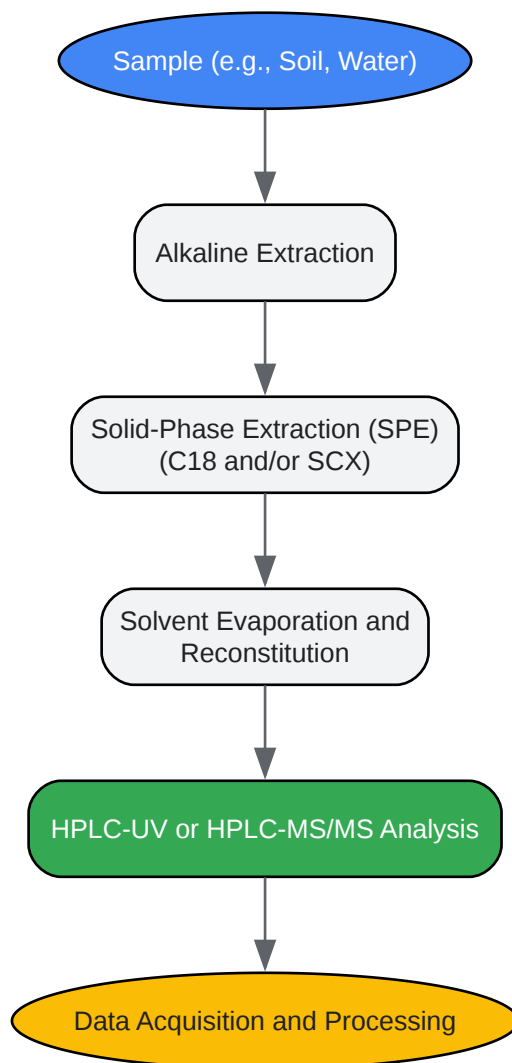 Sample (e.g., Soil, Water)
Alkaline Extraction
Solid-Phase Extraction (SPE)
(C18 and/or SCX)
Solvent Evaporation and
Reconstitution
HPLC-UV or HPLC-MS/MS Analysis
Data Acquisition and Processing